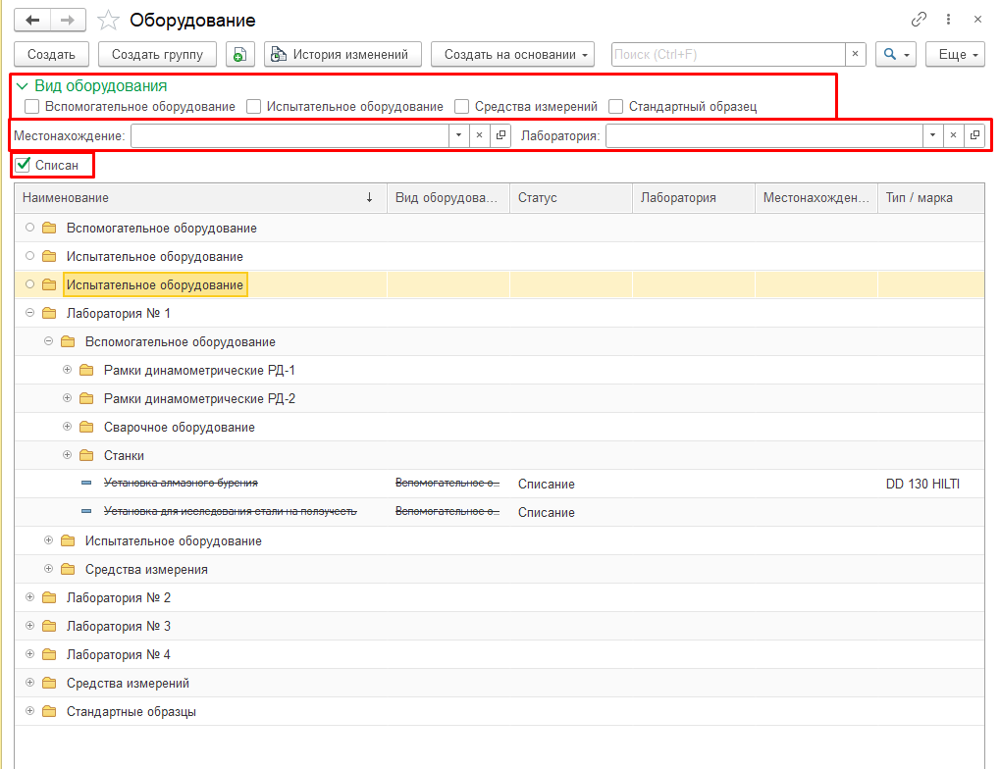 Оборудование
Создать Создать группу История изменений Создать на основании Поиск (Ctrl+F) × Еще
Вид оборудования
Вспомогательное оборудование Испытательное оборудование Средства измерений Стандартный образец
Местонахождение: × Лаборатория: ×
Списан
Наименование ↓ Вид оборудова... Статус Лаборатория Местонахожден... Тип / марка
Вспомогательное оборудование
Испытательное оборудование
Испытательное оборудование
Лаборатория № 1
Вспомогательное оборудование
Рамки динамометрические РД-1
Рамки динамометрические РД-2
Сварочное оборудование
Станки
Установка алмазного бурения Вспомогательное о... Списание DD 130 HILTI
Установка для исследования стали на ползучесть Вспомогательное о... Списание
Испытательное оборудование
Средства измерения
Лаборатория № 2
Лаборатория № 3
Лаборатория № 4
Средства измерений
Стандартные образцы